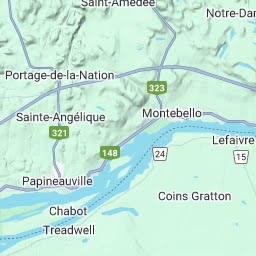 Saint-Amédée
Notre-Da
Portage-de-la-Nation
323
Montebello
Sainte-Angélique
321
Lefaivre
148
24
15
Papineauville
Coins Gratton
Chabot
Treadwell